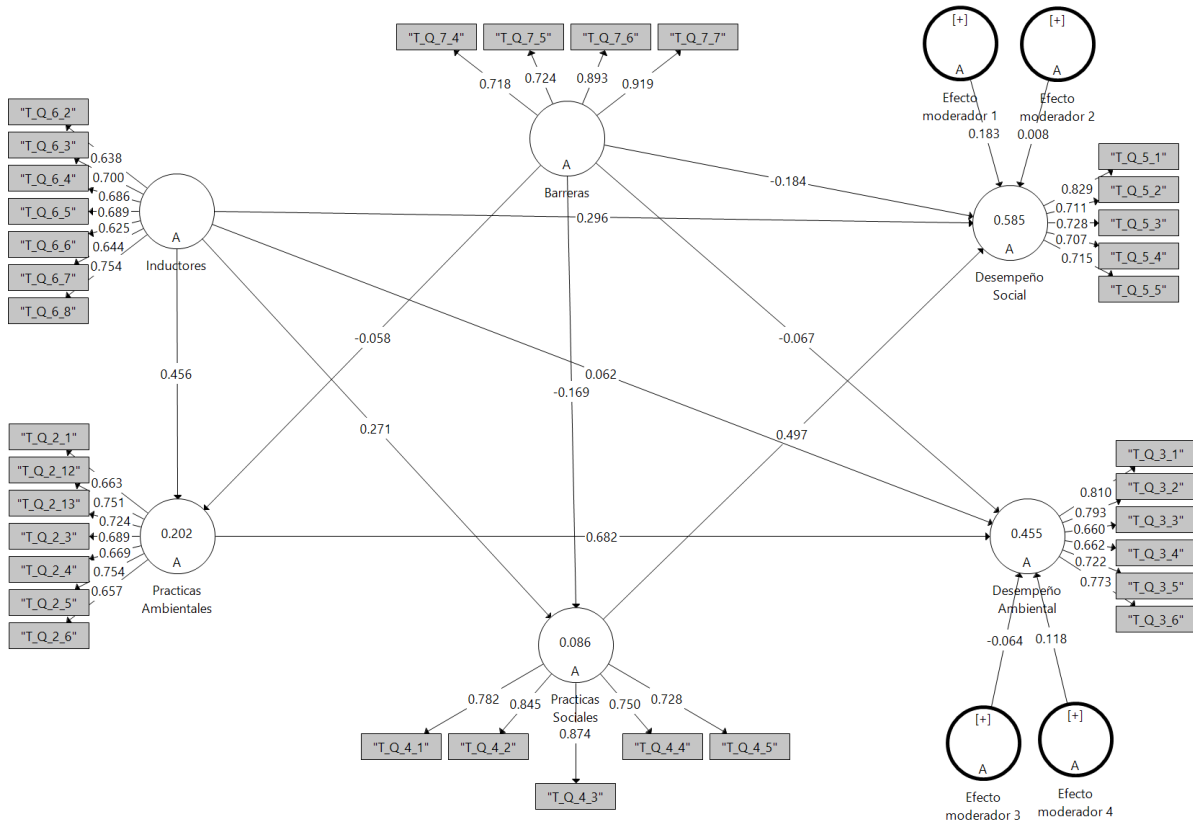 "T_Q_7_4"
"T_Q_7_5"
"T_Q_7_6"
"T_Q_7_7"
0.718
0.724
0.893
0.919
A
Barreras
[+]
A
Efecto
moderador 1
[+]
A
Efecto
moderador 2
0.183
0.008
"T_Q_6_2"
"T_Q_6_3"
"T_Q_6_4"
"T_Q_6_5"
"T_Q_6_6"
"T_Q_6_7"
"T_Q_6_8"
0.638
0.700
0.686
0.689
0.625
0.644
0.754
A
Inductores
-0.184
0.296
0.585
A
Desempeño
Social
0.829
0.711
0.728
0.707
0.715
"T_Q_5_1"
"T_Q_5_2"
"T_Q_5_3"
"T_Q_5_4"
"T_Q_5_5"
-0.058
-0.067
0.456
0.062
-0.169
0.271
0.497
"T_Q_2_1"
"T_Q_2_12"
"T_Q_2_13"
"T_Q_2_3"
"T_Q_2_4"
"T_Q_2_5"
"T_Q_2_6"
0.663
0.751
0.724
0.689
0.669
0.754
0.657
0.202
A
Practicas
Ambientales
0.682
0.455
A
Desempeño
Ambiental
0.810
0.793
0.660
0.662
0.722
0.773
"T_Q_3_1"
"T_Q_3_2"
"T_Q_3_3"
"T_Q_3_4"
"T_Q_3_5"
"T_Q_3_6"
0.086
A
Practicas
Sociales
0.782
0.845
0.874
0.750
0.728
"T_Q_4_1"
"T_Q_4_2"
"T_Q_4_3"
"T_Q_4_4"
"T_Q_4_5"
-0.064
0.118
[+]
A
Efecto
moderador 3
[+]
A
Efecto
moderador 4